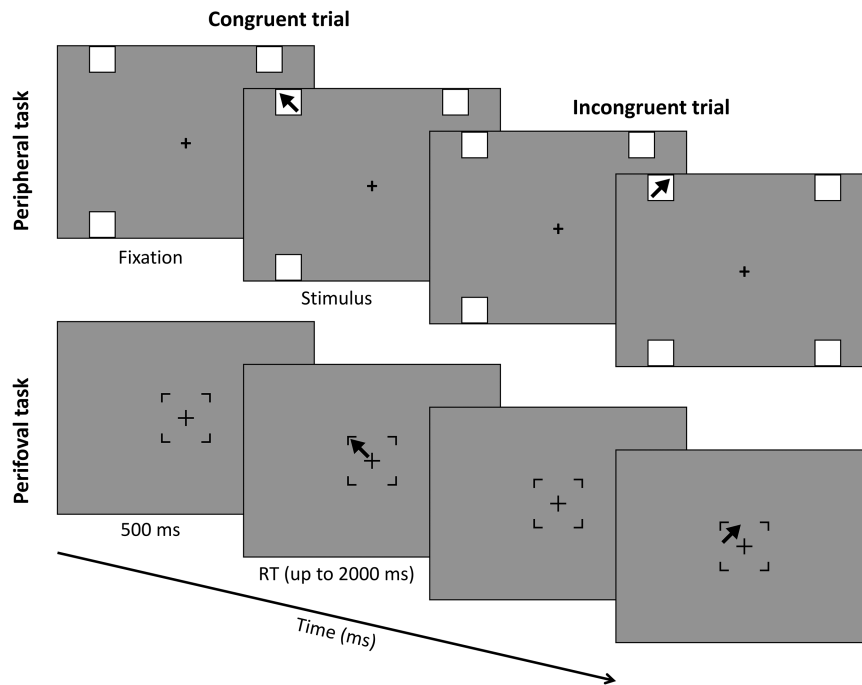 Congruent trial
Peripheral task
Incongruent trial
Fixation
Stimulus
Perifoval task
500 ms
RT (up to 2000 ms)
Time (ms)